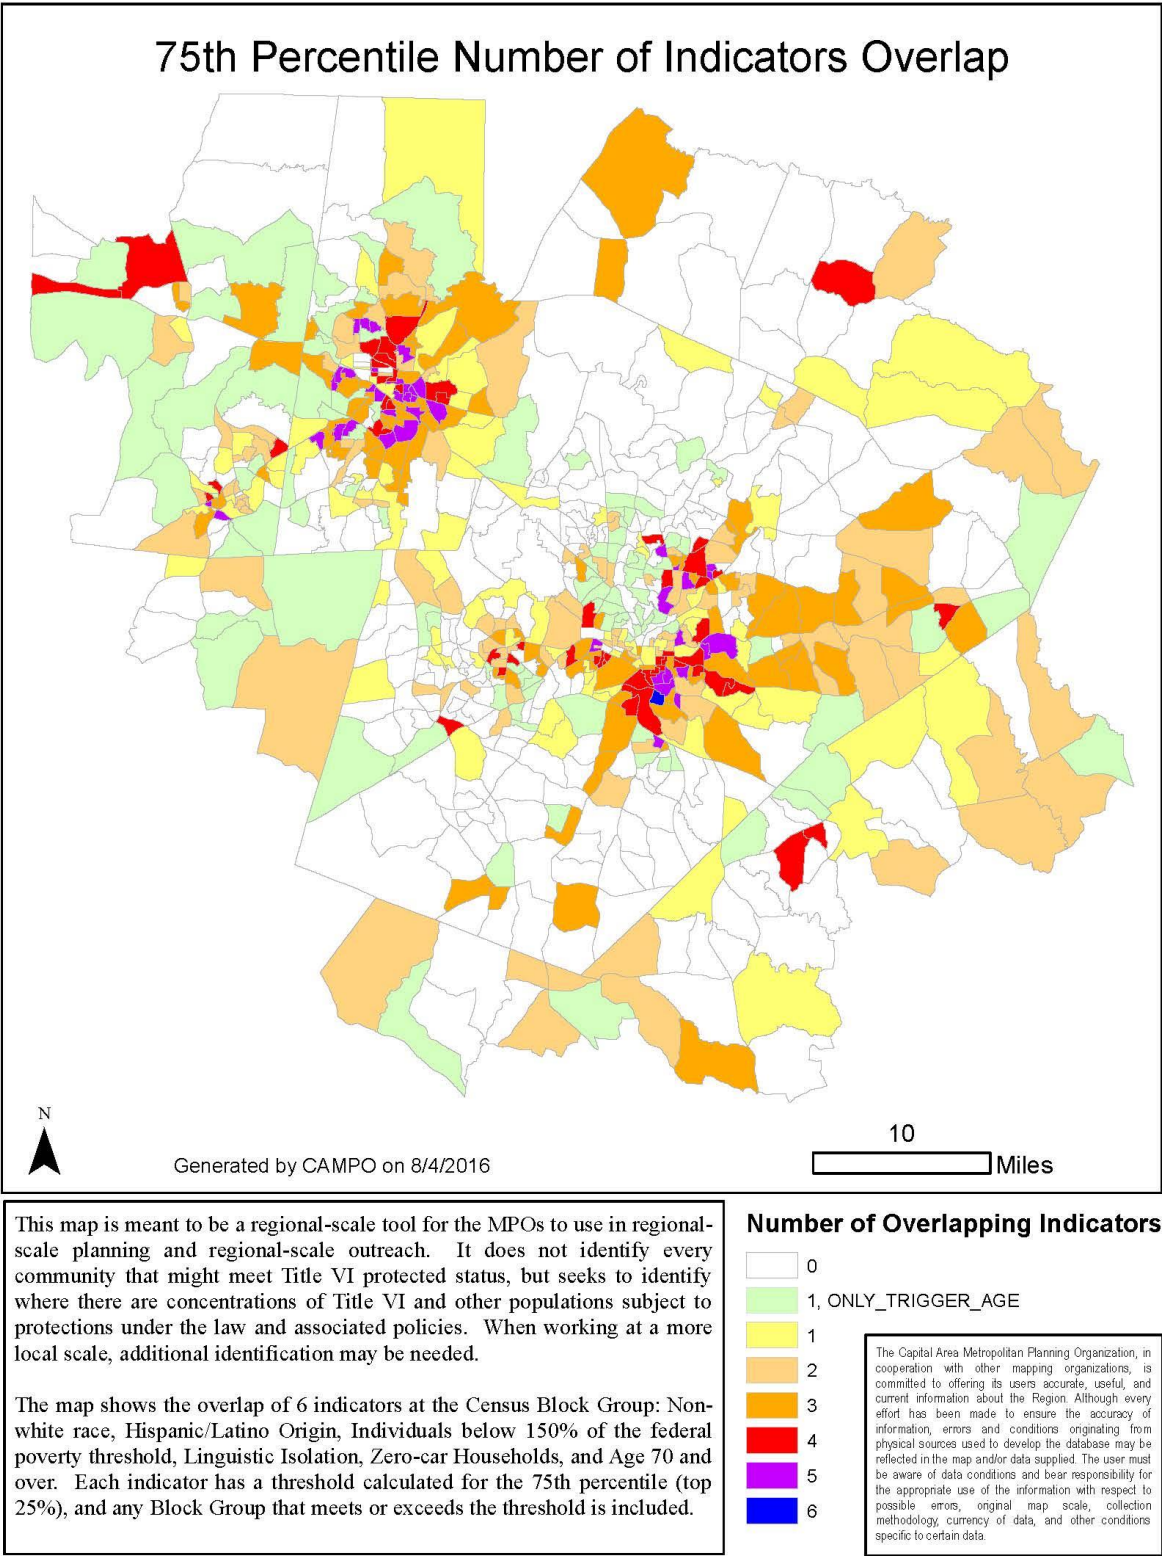 75th Percentile Number of Indicators Overlap
N
Generated by CAMPO on 8/4/2016
10
Miles
This map is meant to be a regional-scale tool for the MPOs to use in regional-
scale planning and regional-scale outreach. It does not identify every
community that might meet Title VI protected status, but seeks to identify
where there are concentrations of Title VI and other populations subject to
protections under the law and associated policies. When working at a more
local scale, additional identification may be needed.
The map shows the overlap of 6 indicators at the Census Block Group: Non-
white race, Hispanic/Latino Origin, Individuals below 150% of the federal
poverty threshold, Linguistic Isolation, Zero-car Households, and Age 70 and
over. Each indicator has a threshold calculated for the 75th percentile (top
25%), and any Block Group that meets or exceeds the threshold is included.
Number of Overlapping Indicators
0
1, ONLY_TRIGGER_AGE
1
2
3
4
5
6
The Capital Area Metropolitan Planning Organization, in
cooperation with other mapping organizations, is
committed to offering its users accurate, useful, and
current information about the Region. Although every
effort has been made to ensure the accuracy of
information, errors and conditions originating from
physical sources used to develop the database may be
reflected in the map and/or data supplied. The user must
be aware of data conditions and bear responsibility for
the appropriate use of the information with respect to
possible errors, original map scale, collection
methodology, currency of data, and other conditions
specific to certain data.